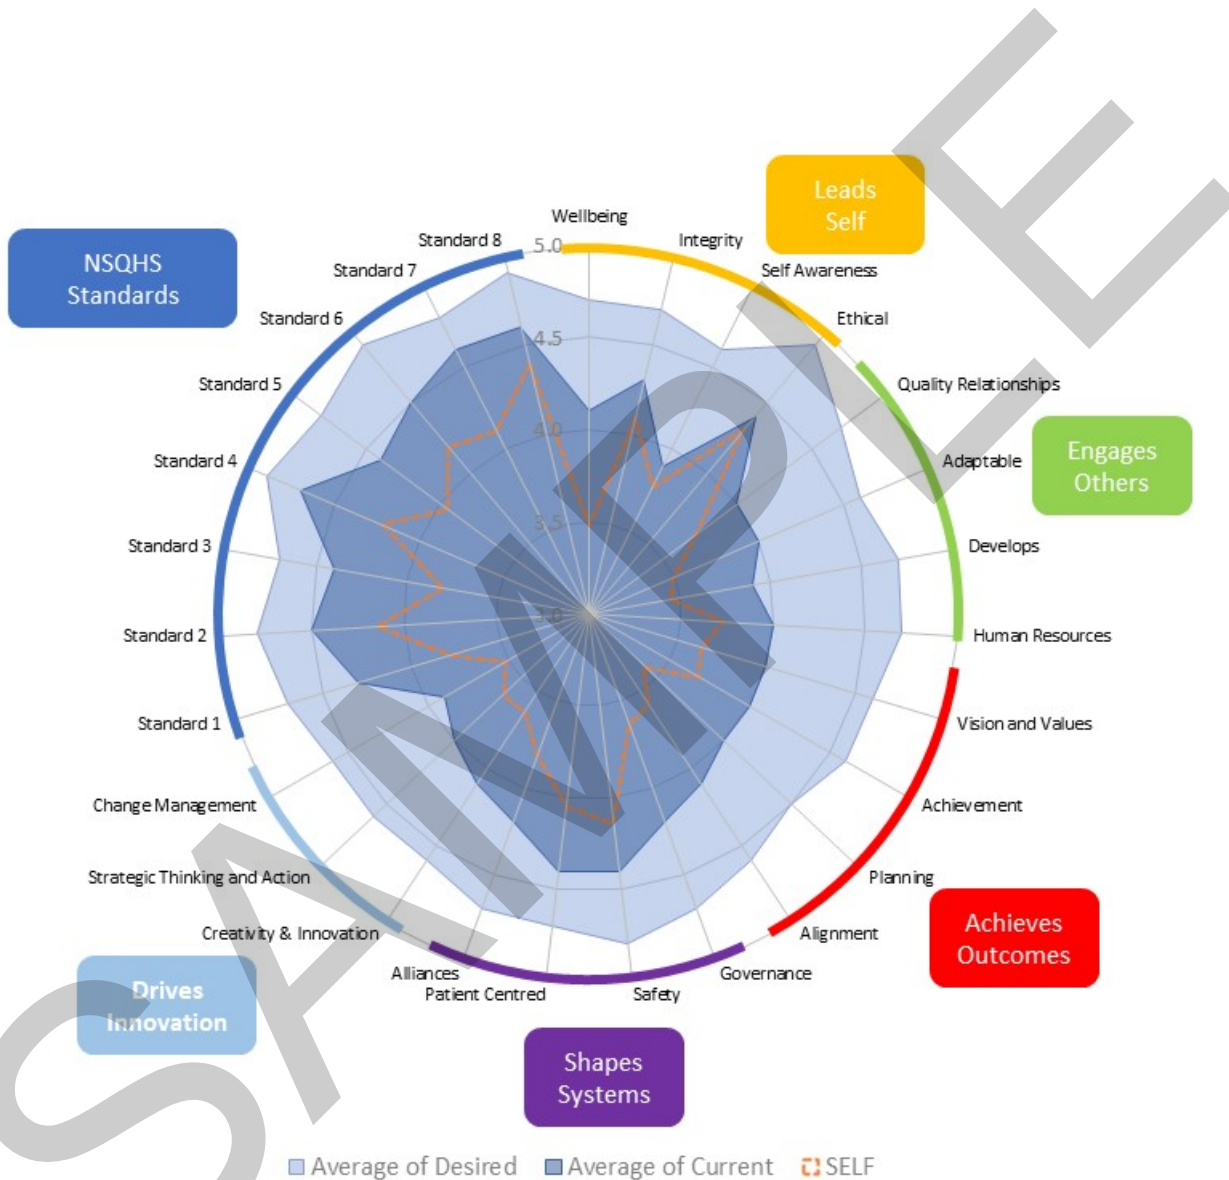 Leads
Self
Wellbeing
Integrity
Self Awareness
Ethical
Quality Relationships
Adaptable
Develops
Human Resources
Engages
Others
Vision and Values
Achievement
Planning
Alignment
Achieves
Outcomes
Governance
Safety
Patient Centred
Alliances
Shapes
Systems
Creativity & Innovation
Strategic Thinking and Action
Change Management
Drives
Innovation
Standard 1
Standard 2
Standard 3
Standard 4
Standard 5
Standard 6
Standard 7
Standard 8
NSQHS
Standards
5.0
4.5
4.0
3.5
3.0
SAMPLE
Average of Desired Average of Current SELF